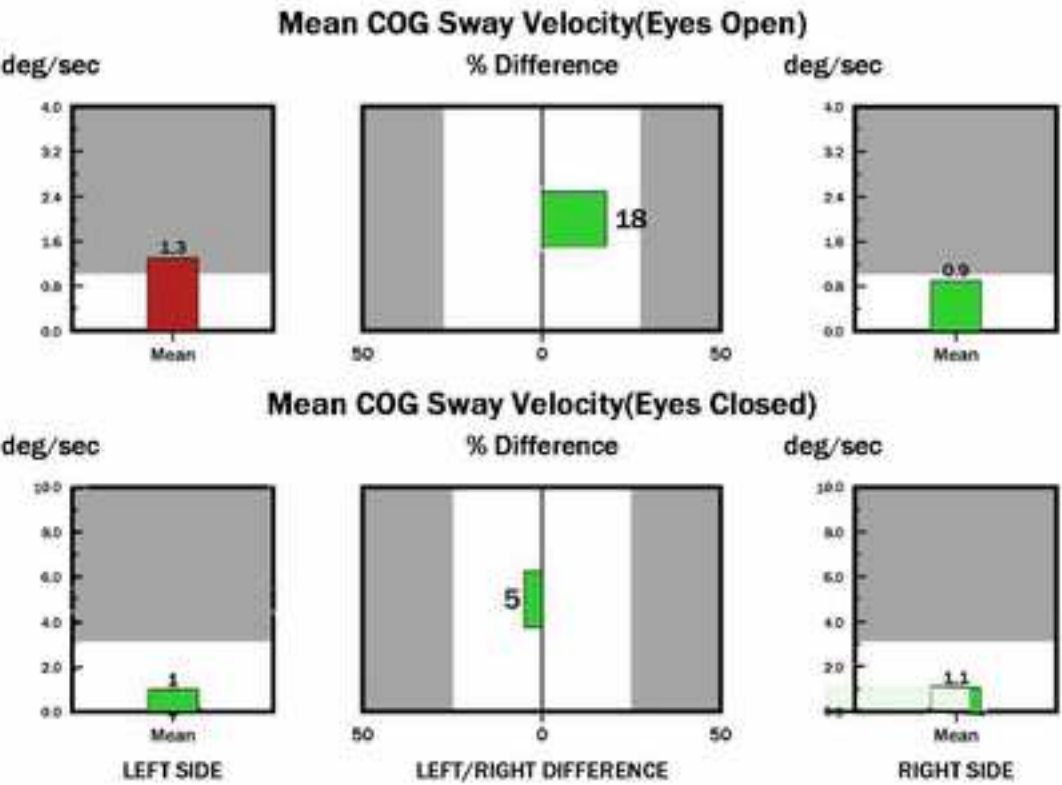 Mean COG Sway Velocity(Eyes Open)
deg/sec % Difference deg/sec
4.0 4.0
3.2 3.2
2.4 2.4
1.6 1.6
1.3 18 0.9
0.8 0.8
0.0 0.0
Mean 50 0 50 Mean
Mean COG Sway Velocity(Eyes Closed)
deg/sec % Difference deg/sec
10.0 10.0
8.0 8.0
6.0 6.0
5
4.0 4.0
2.0 2.0
1 1.1
0.0
Mean 50 0 50 Mean
LEFT SIDE LEFT/RIGHT DIFFERENCE RIGHT SIDE